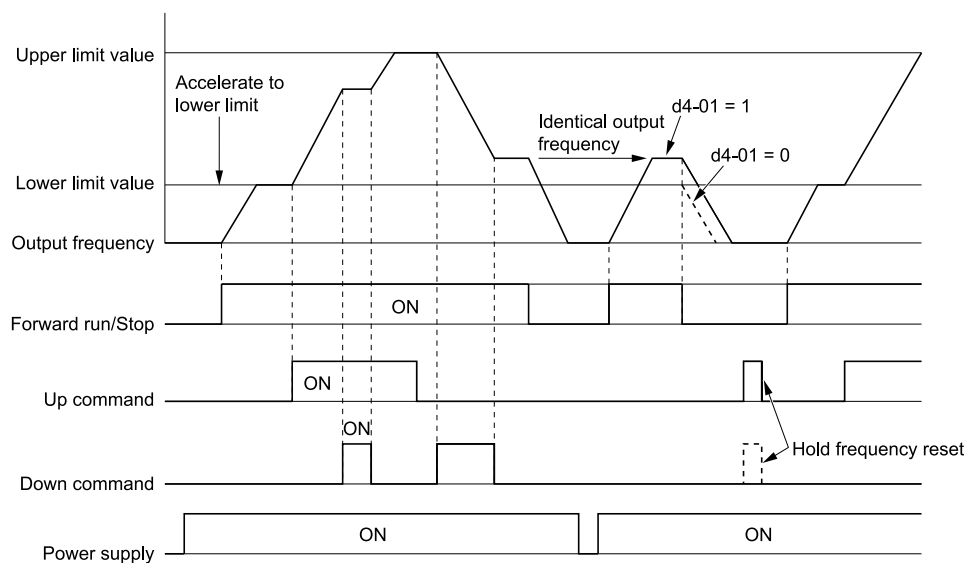 Upper limit value
Accelerate to
lower limit
Identical output
frequency
d4-01 = 1
d4-01 = 0
Lower limit value
Output frequency
ON
Forward run/Stop
ON
Up command
ON
Hold frequency reset
Down command
ON
ON
Power supply